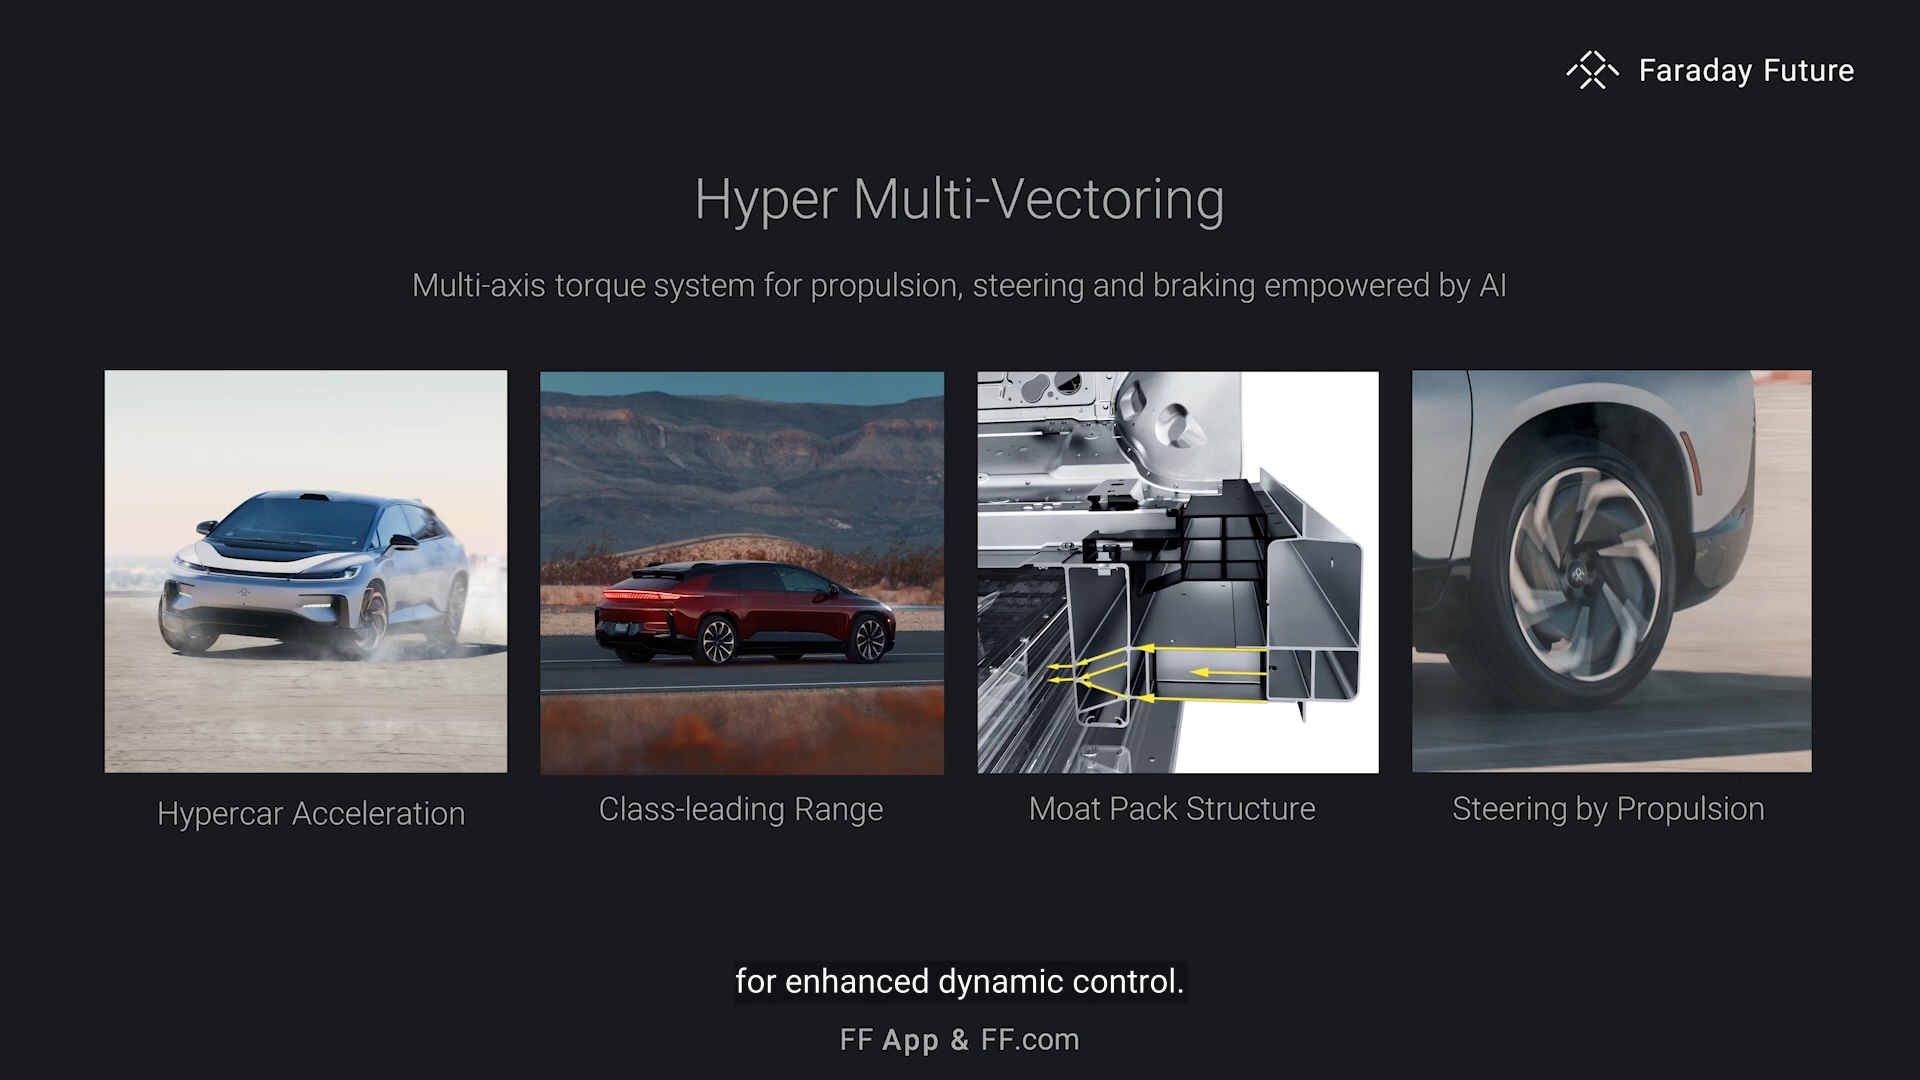 Faraday Future
Hyper Multi-Vectoring
Multi-axis torque system for propulsion, steering and braking empowered by AI
Hypercar Acceleration
Class-leading Range
Moat Pack Structure
Steering by Propulsion
for enhanced dynamic control.
FF App & FF.com